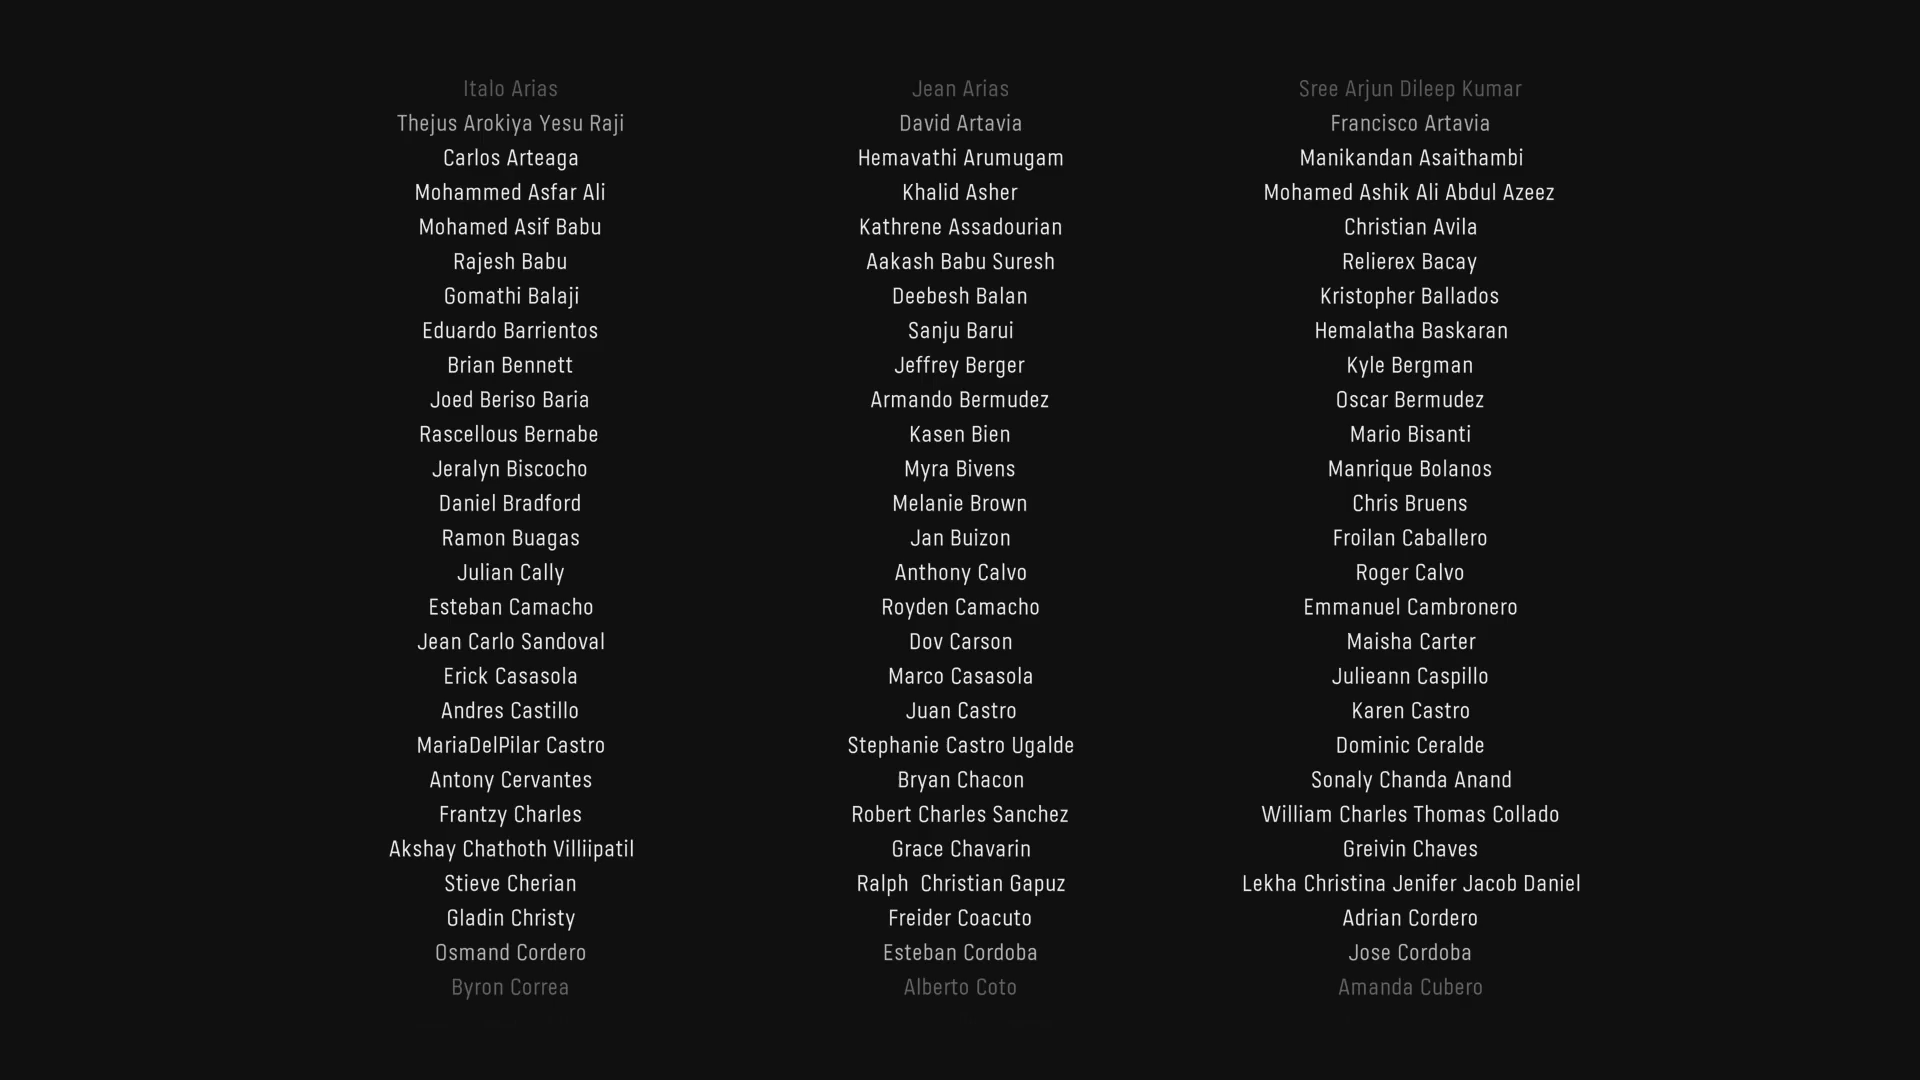 Italo Arias Jean Arias Sree Arjun Dileep Kumar
Thejus Arokiya Yesu Raji David Artavia Francisco Artavia
Carlos Arteaga Hemavathi Arumugam Manikandan Asaithambi
Mohammed Asfar Ali Khalid Asher Mohamed Ashik Ali Abdul Azeez
Mohamed Asif Babu Kathrene Assadourian Christian Avila
Rajesh Babu Aakash Babu Suresh Relierex Bacay
Gomathi Balaji Deebesh Balan Kristopher Ballados
Eduardo Barrientos Sanju Barui Hemalatha Baskaran
Brian Bennett Jeffrey Berger Kyle Bergman
Joed Beriso Baria Armando Bermudez Oscar Bermudez
Rascellous Bernabe Kasen Bien Mario Bisanti
Jeralyn Biscocho Myra Bivens Manrique Bolanos
Daniel Bradford Melanie Brown Chris Bruens
Ramon Buagas Jan Buizon Froilan Caballero
Julian Cally Anthony Calvo Roger Calvo
Esteban Camacho Royden Camacho Emmanuel Cambronero
Jean Carlo Sandoval Dov Carson Maisha Carter
Erick Casasola Marco Casasola Julieann Caspillo
Andres Castillo Juan Castro Karen Castro
MariaDelPilar Castro Stephanie Castro Ugalde Dominic Ceralde
Antony Cervantes Bryan Chacon Sonaly Chanda Anand
Frantzy Charles Robert Charles Sanchez William Charles Thomas Collado
Akshay Chathoth Villiipatil Grace Chavarin Greivin Chaves
Stieve Cherian Ralph  Christian Gapuz Lekha Christina Jenifer Jacob Daniel
Gladin Christy Freider Coacuto Adrian Cordero
Osmand Cordero Esteban Cordoba Jose Cordoba
Byron Correa Alberto Coto Amanda Cubero